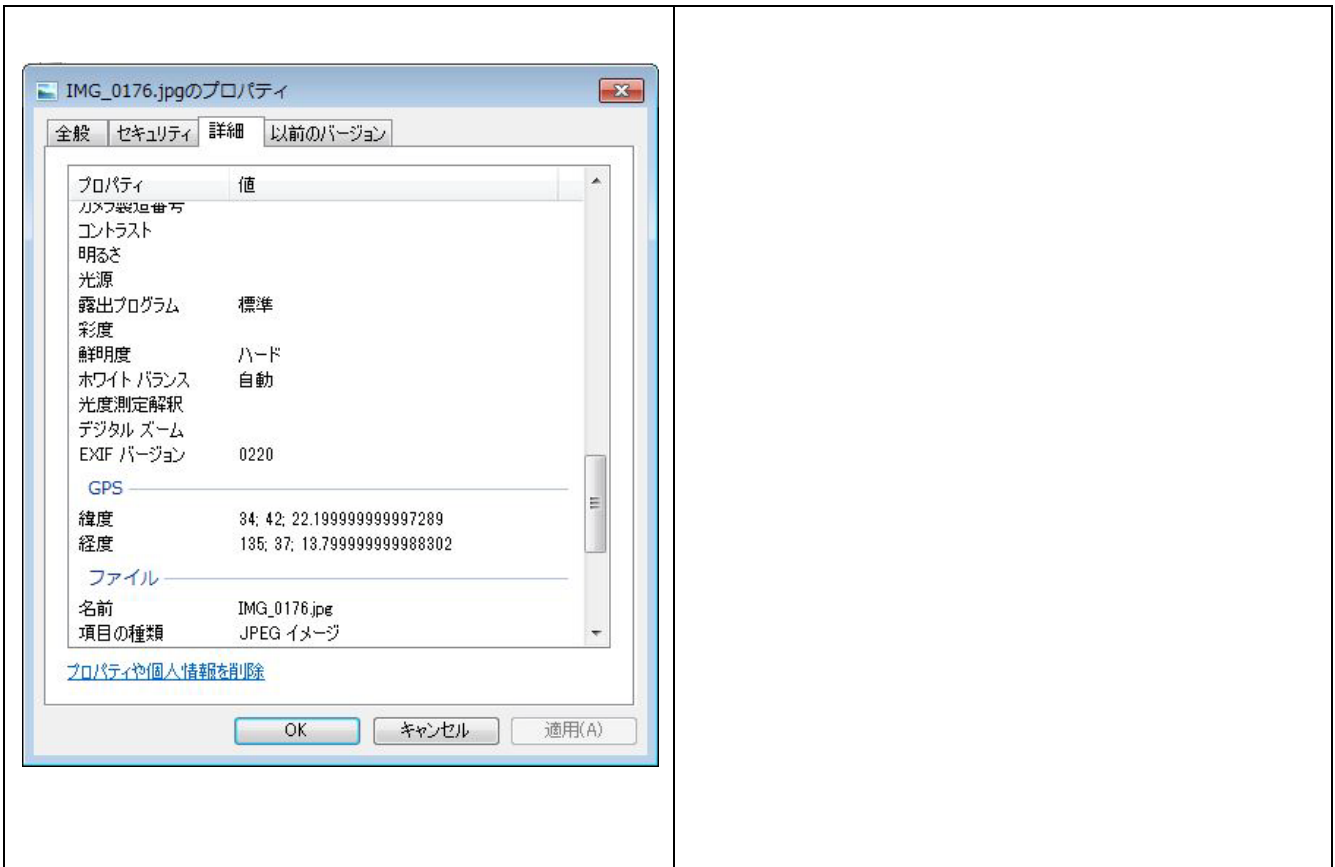 IMG_0176.jpgのプロパティ
全般 セキュリティ 詳細 以前のバージョン
プロパティ 値
カメラ製造番号
コントラスト
明るさ
光源
露出プログラム 標準
彩度
鮮明度 ハード
ホワイト バランス 自動
光度測定解釈
デジタル ズーム
EXIF バージョン 0220
GPS
緯度 34; 42; 22.199999999997289
経度 135; 37; 13.799999999988302
ファイル
名前 IMG_0176.jpg
項目の種類 JPEG イメージ
プロパティや個人情報を削除
OK キャンセル 適用(A)